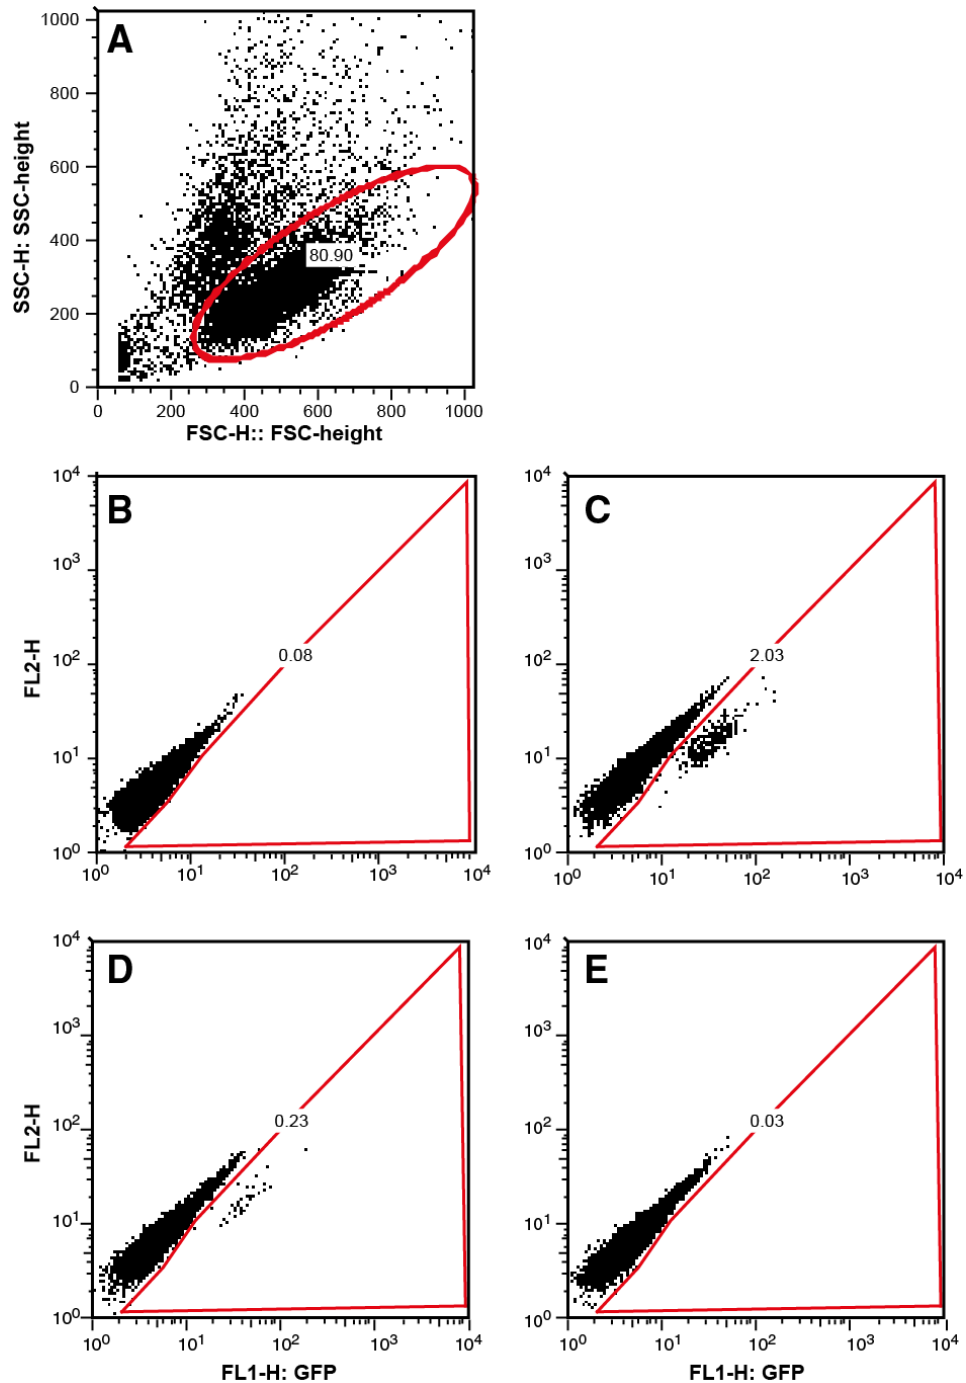 A
1000
800
600
400
200
0
80.90
0 200 400 600 800 1000
SSC-H: SSC-height
FSC-H:: FSC-height
B
10⁴
10³
10²
10¹
10⁰
0.08
10⁰ 10¹ 10² 10³ 10⁴
FL2-H
C
10⁴
10³
10²
10¹
10⁰
2.03
10⁰ 10¹ 10² 10³ 10⁴
D
10⁴
10³
10²
10¹
10⁰
0.23
10⁰ 10¹ 10² 10³ 10⁴
FL2-H
FL1-H: GFP
E
10⁴
10³
10²
10¹
10⁰
0.03
10⁰ 10¹ 10² 10³ 10⁴
FL1-H: GFP